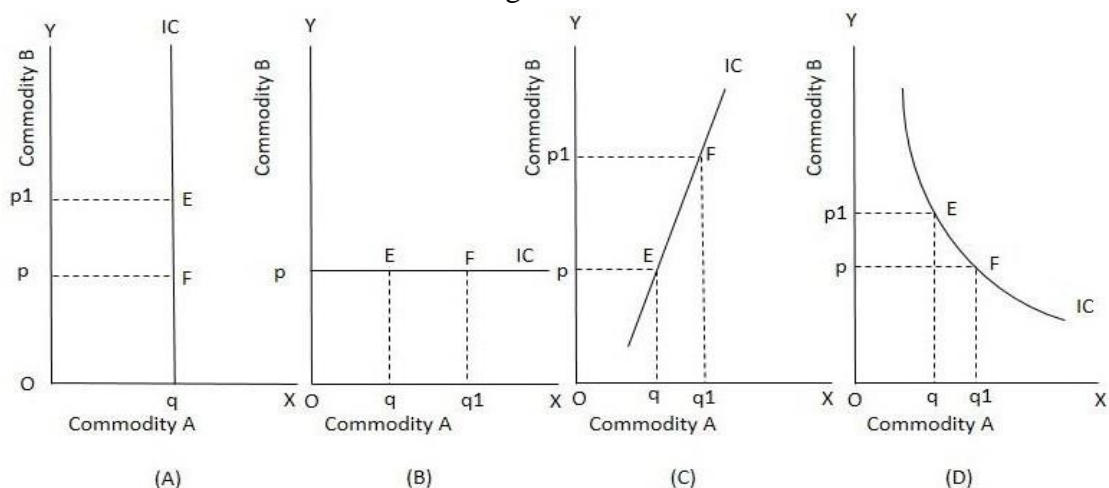 Y
IC
Commodity B
p1
E
p
F
O
q
X
Commodity A
(A)
Y
Commodity B
p
E
F
IC
O
q
q1
X
Commodity A
(B)
Y
Commodity B
IC
p1
F
E
p
O
q
q1
X
Commodity A
(C)
Y
Commodity B
p1
E
p
F
IC
O
q
q1
X
Commodity A
(D)